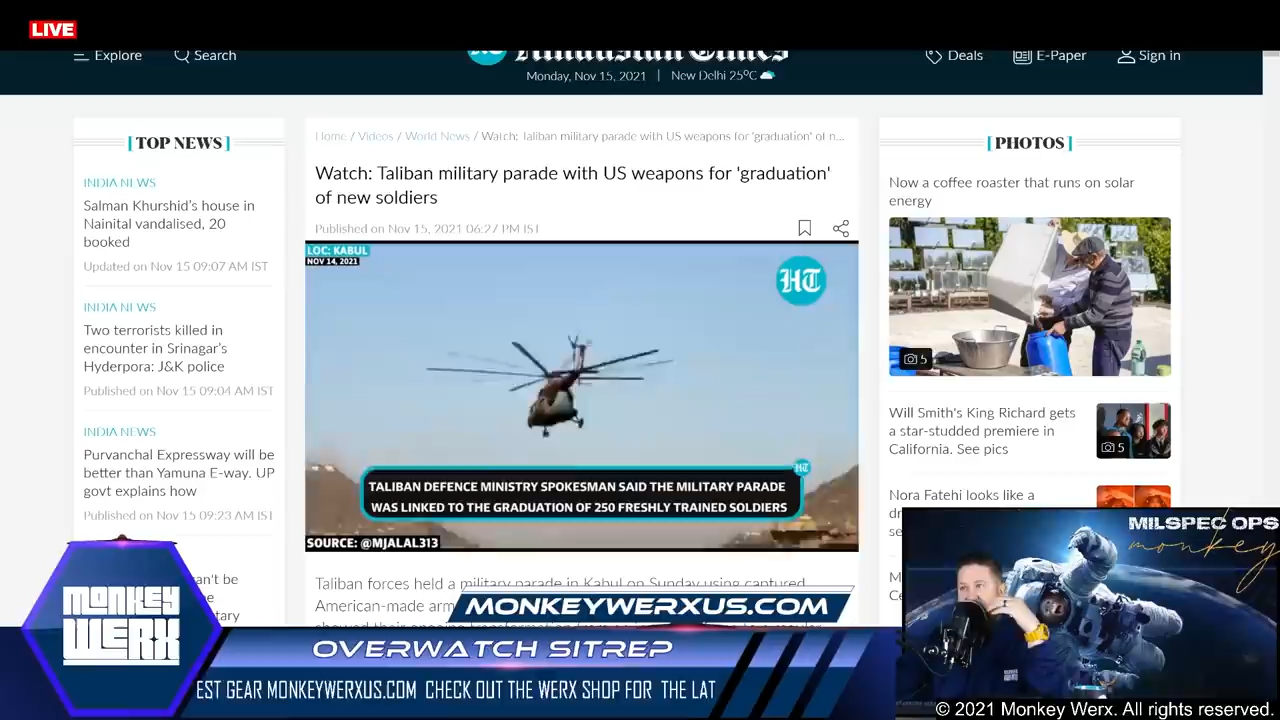 LIVE
Explore
Search
Hindustan Times
Deals
E-Paper
Sign in
Monday, Nov 15, 2021 | New Delhi 25°C
[ TOP NEWS ]
INDIA NEWS
Salman Khurshid's house in
Nainital vandalised, 20
booked
Updated on Nov 15 09:07 AM IST
INDIA NEWS
Two terrorists killed in
encounter in Srinagar's
Hyderpora: J&K police
Published on Nov 15 09:04 AM IST
INDIA NEWS
Purvanchal Expressway will be
better than Yamuna E-way. UP
govt explains how
Published on Nov 15 09:23 AM IST
an't be
Home / Videos / World News / Watch: Taliban military parade with US weapons for 'graduation' of n...
Watch: Taliban military parade with US weapons for 'graduation'
of new soldiers
Published on Nov 15, 2021 06:27 PM IST
LOC: KABUL
NOV 14, 2021
HT
HT
TALIBAN DEFENCE MINISTRY SPOKESMAN SAID THE MILITARY PARADE
WAS LINKED TO THE GRADUATION OF 250 FRESHLY TRAINED SOLDIERS
SOURCE: @MJALAL313
Taliban forces held a military parade in Kabul on Sunday using captured
American-made arm
[ PHOTOS ]
Now a coffee roaster that runs on solar
energy
5
Will Smith's King Richard gets
a star-studded premiere in
California. See pics
5
Nora Fatehi looks like a
MILSPEC OPS
monkey
MONKEY
WERX
MONKEYWERXUS.COM
OVERWATCH SITREP
EST GEAR MONKEYWERXUS.COM CHECK OUT THE WERX SHOP FOR THE LAT
© 2021 Monkey Werx. All rights reserved.